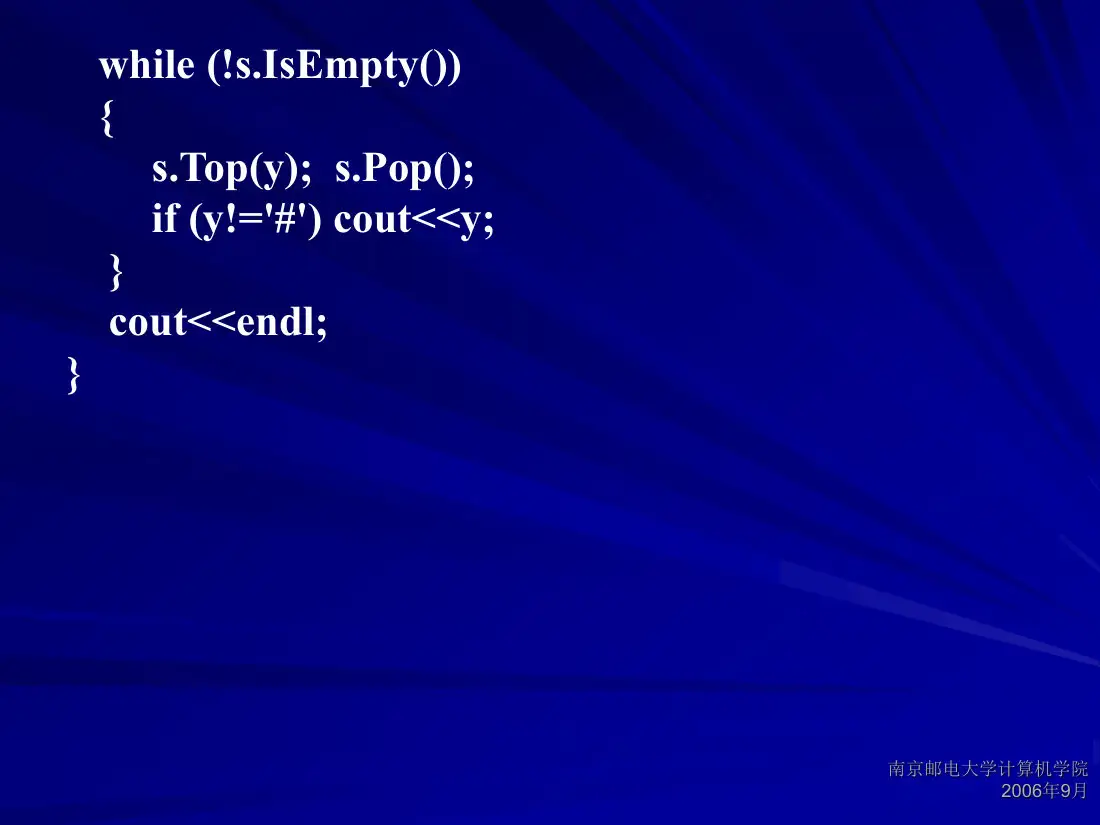 while (!s.IsEmpty())
{
s.Top(y); s.Pop();
if (y!='#') cout<<y;
}
cout<<endl;
}
南京邮电大学计算机学院
2006年9月